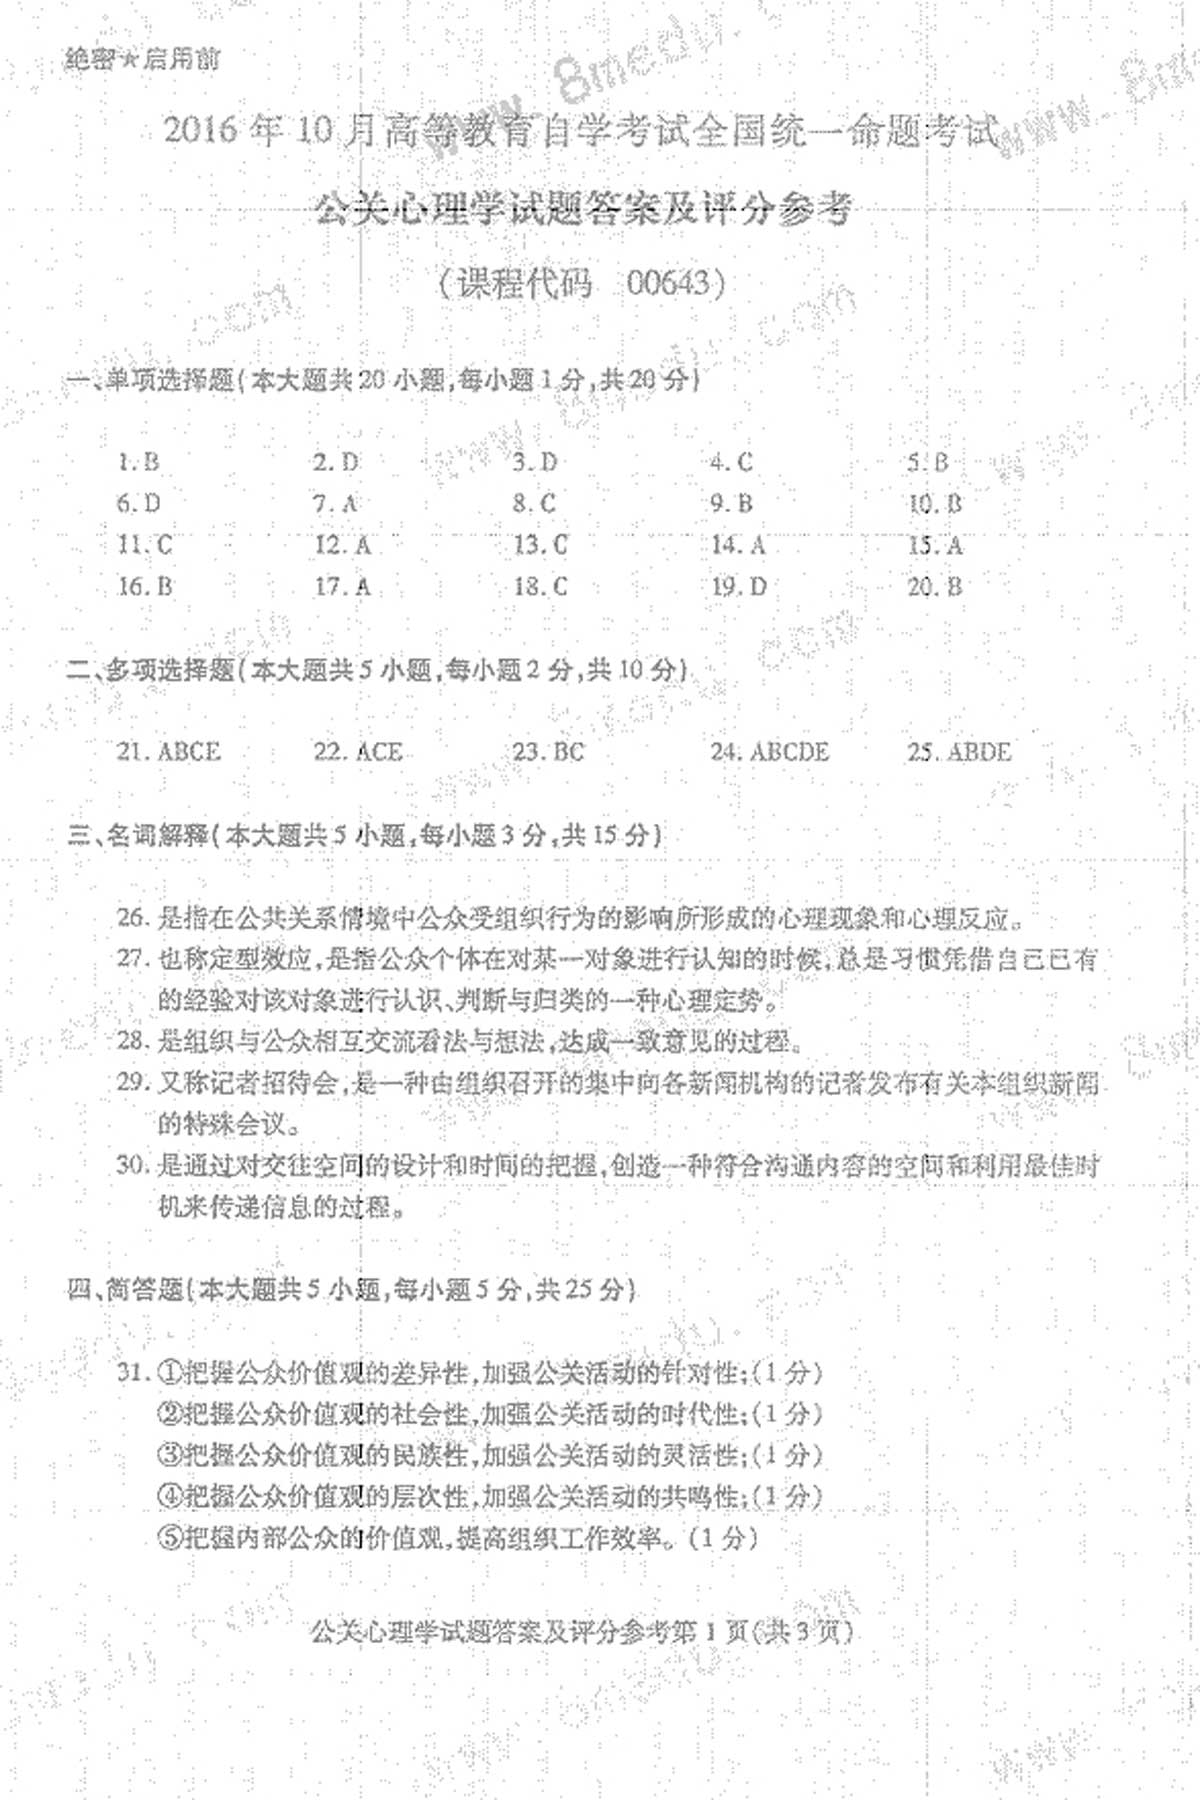 绝密★启用前
2016 年 10 月高等教育自学考试全国统一命题考试
公关心理学试题答案及评分参考
(课程代码 00643)
一、单项选择题(本大题共20 小题,每小题1分,共20分)
1. B 2. D 3. D 4. C 5. B
6. D 7. A 8. C 9. B 10. B
11. C 12. A 13. C 14. A 15. A
16. B 17. A 18. C 19. D 20. B
二、多项选择题(本大题共5 小题,每小题2分,共10分)
21. ABCE 22. ACE 23. BC 24. ABCDE 25. ABDE
三、名词解释(本大题共5小题,每小题3分,共15分)
26. 是指在公共关系情境中公众受组织行为的影响所形成的心理现象和心理反应。
27. 也称定型效应,是指公众个体在对某一对象进行认知的时候,总是习惯凭借自己已有
的经验对该对象进行认识、判断与归类的一种心理定势。
28. 是组织与公众相互交流看法与想法,达成一致意见的过程。
29. 又称记者招待会,是一种由组织召开的集中向各新闻机构的记者发布有关本组织新闻
的特殊会议。
30. 是通过对交往空间的设计和时间的把握,创造一种符合沟通内容的空间和利用最佳时
机来传递信息的过程。
四、简答题(本大题共5小题,每小题5分,共25分)
31. ①把握公众价值观的差异性,加强公关活动的针对性;(1分)
②把握公众价值观的社会性,加强公关活动的时代性;(1分)
③把握公众价值观的民族性,加强公关活动的灵活性;(1分)
④把握公众价值观的层次性,加强公关活动的共鸣性;(1分)
⑤把握内部公众的价值观,提高组织工作效率。(1分)
公关心理学试题答案及评分参考第1页(共3页)